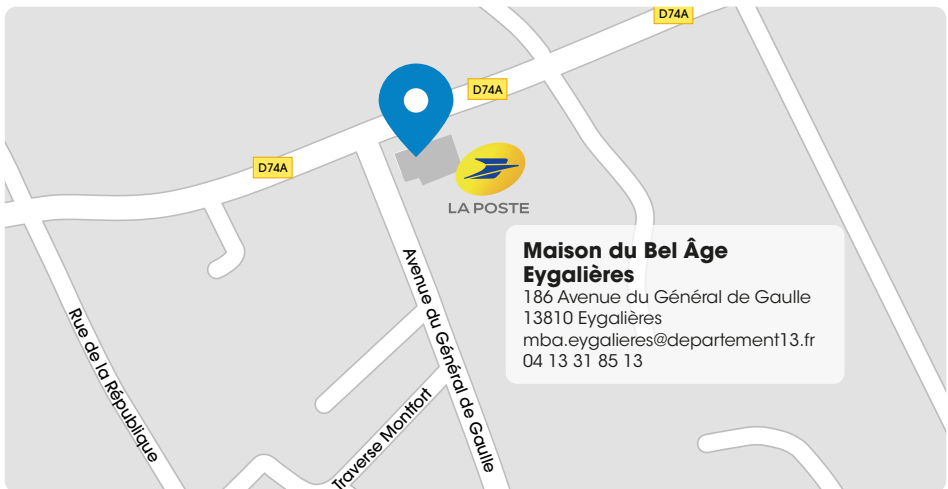 D74A
D74A
D74A
LA POSTE
Maison du Bel Âge
Eygalières
186 Avenue du Général de Gaulle
13810 Eygalières
mba.eygalieres@departement13.fr
04 13 31 85 13
Avenue du Général de Gaulle
Rue de la République
Traverse Montfort